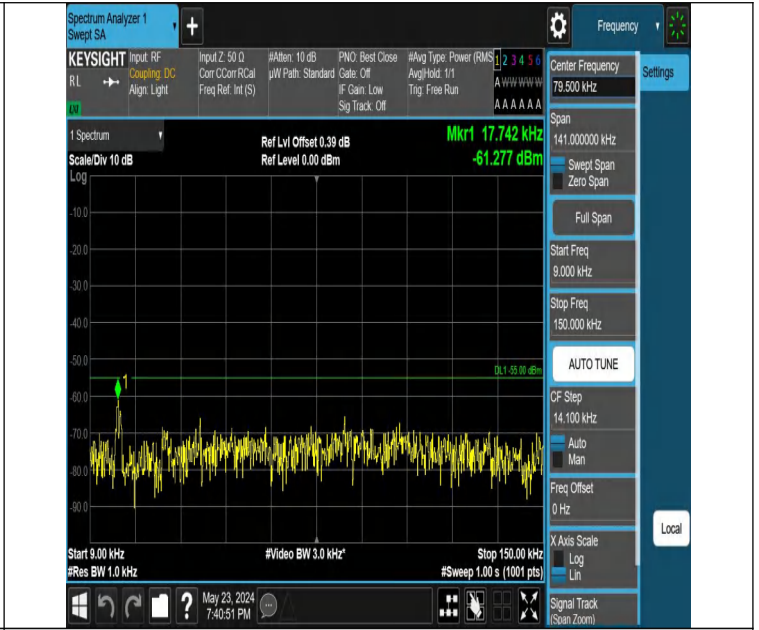 Spectrum Analyzer 1
Swept SA
+
Frequency
KEYSIGHT
RL
Input: RF
Coupling: DC
Align: Light
Input Z: 50 Ω
Corr CCorr RCal
Freq Ref: Int (S)
#Atten: 10 dB
µW Path: Standard
PNO: Best Close
Gate: Off
IF Gain: Low
Sig Track: Off
#Avg Type: Power (RMS
Avg|Hold: 1/1
Trig: Free Run
1 2 3 4 5 6
A W W W W W
A A A A A A
1 Spectrum
Scale/Div 10 dB
Log
Ref Lvl Offset 0.39 dB
Ref Level 0.00 dBm
Mkr1 17.742 kHz
-61.277 dBm
-10.0
-20.0
-30.0
-40.0
-50.0
-60.0
-70.0
-80.0
-90.0
1
DL1 -55.00 dBm
Start 9.00 kHz
#Res BW 1.0 kHz
#Video BW 3.0 kHz*
Stop 150.00 kHz
#Sweep 1.00 s (1001 pts)
?
May 23, 2024
7:40:51 PM
Center Frequency
79.500 kHz
Settings
Span
141.000000 kHz
Swept Span
Zero Span
Full Span
Start Freq
9.000 kHz
Stop Freq
150.000 kHz
AUTO TUNE
CF Step
14.100 kHz
Auto
Man
Freq Offset
0 Hz
X Axis Scale
Log
Lin
Local
Signal Track
(Span Zoom)